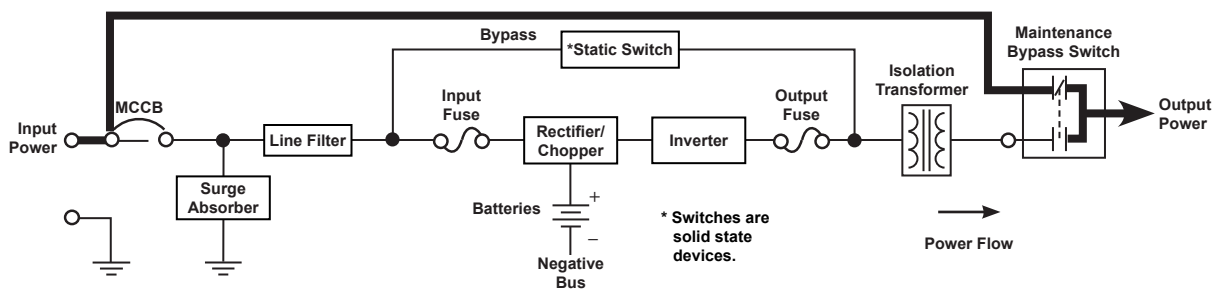 Bypass
*Static Switch
Maintenance
Bypass Switch
Isolation
Transformer
MCCB
Input
Fuse
Output
Fuse
Input
Power
Output
Power
Line Filter
Rectifier/
Chopper
Inverter
Surge
Absorber
Batteries
+
–
* Switches are
solid state
devices.
Power Flow
Negative
Bus